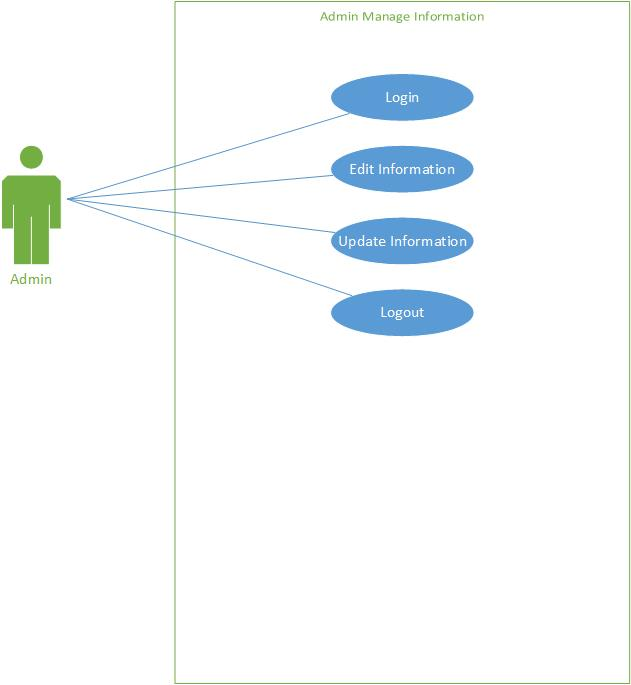 Admin Manage Information
Login
Edit Information
Update Information
Logout
Admin